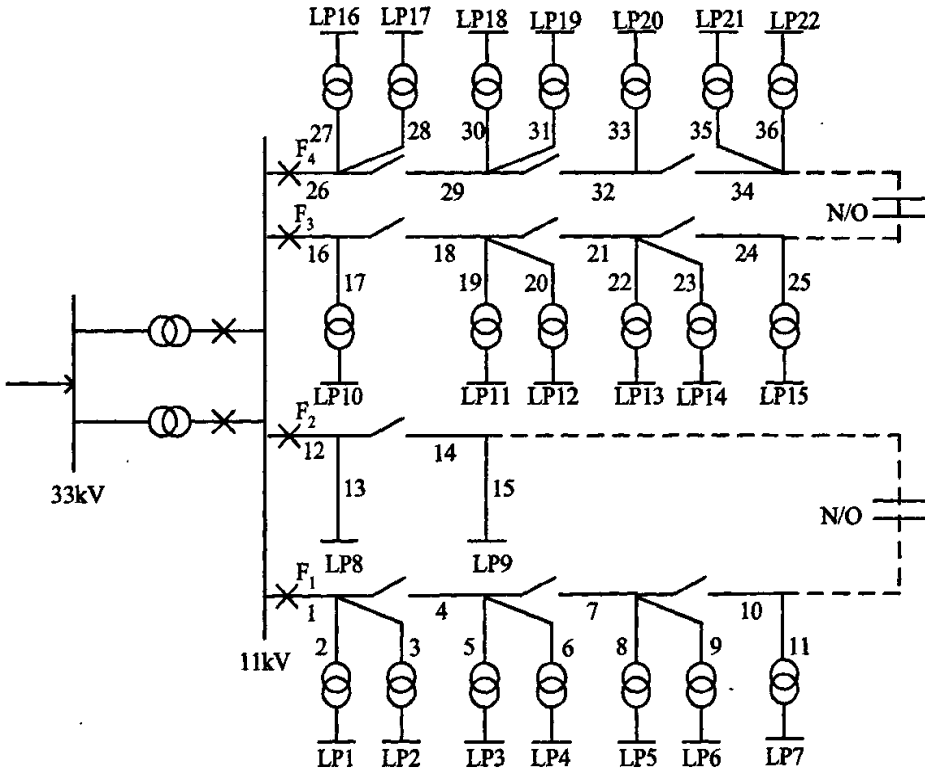 LP16 LP17 LP18 LP19 LP20 LP21 LP22
27 28 30 31 33 35 36
F4
26 29 32 34
N/O
F3
16 18 21 24
17 19 20 22 23 25
LP10 LP11 LP12 LP13 LP14 LP15
F2
12 14
33kV
13 15
N/O
LP8 LP9
F1
1 4 7 10
11kV
2 3 5 6 8 9 11
LP1 LP2 LP3 LP4 LP5 LP6 LP7